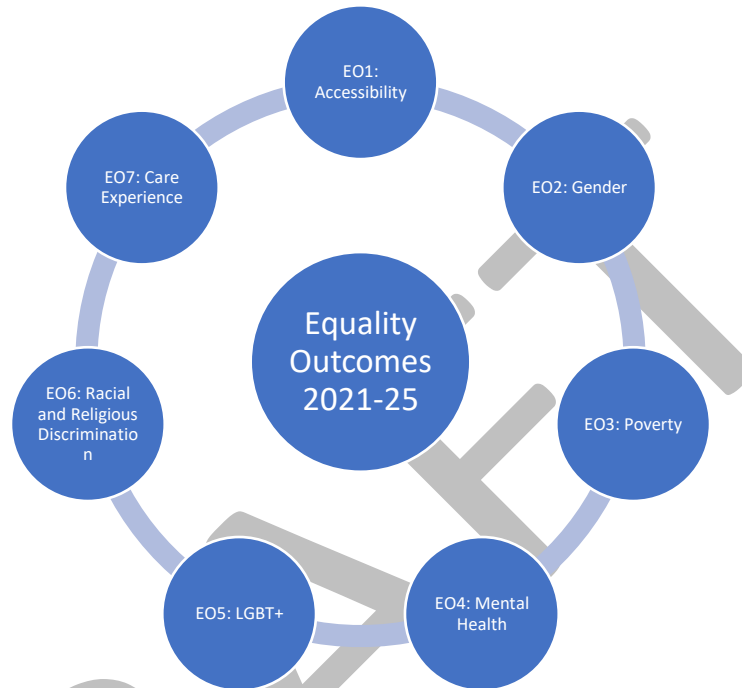 EO1:
Accessibility
EO2: Gender
EO3: Poverty
EO4: Mental
Health
EO5: LGBT+
EO6: Racial
and Religious
Discriminatio
n
EO7: Care
Experience
Equality
Outcomes
2021-25